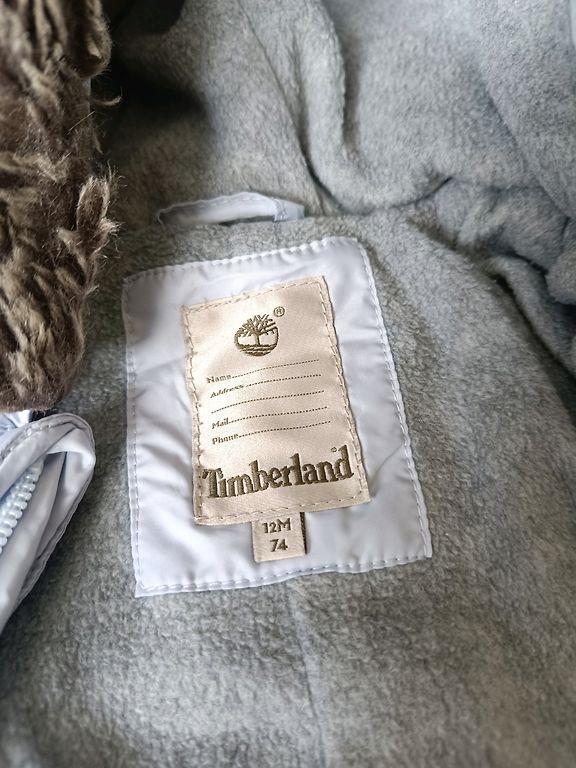 ®
Name..................................
Address ............................
..............................................
Mail....................................
Phone................................
Timberland
12M
74